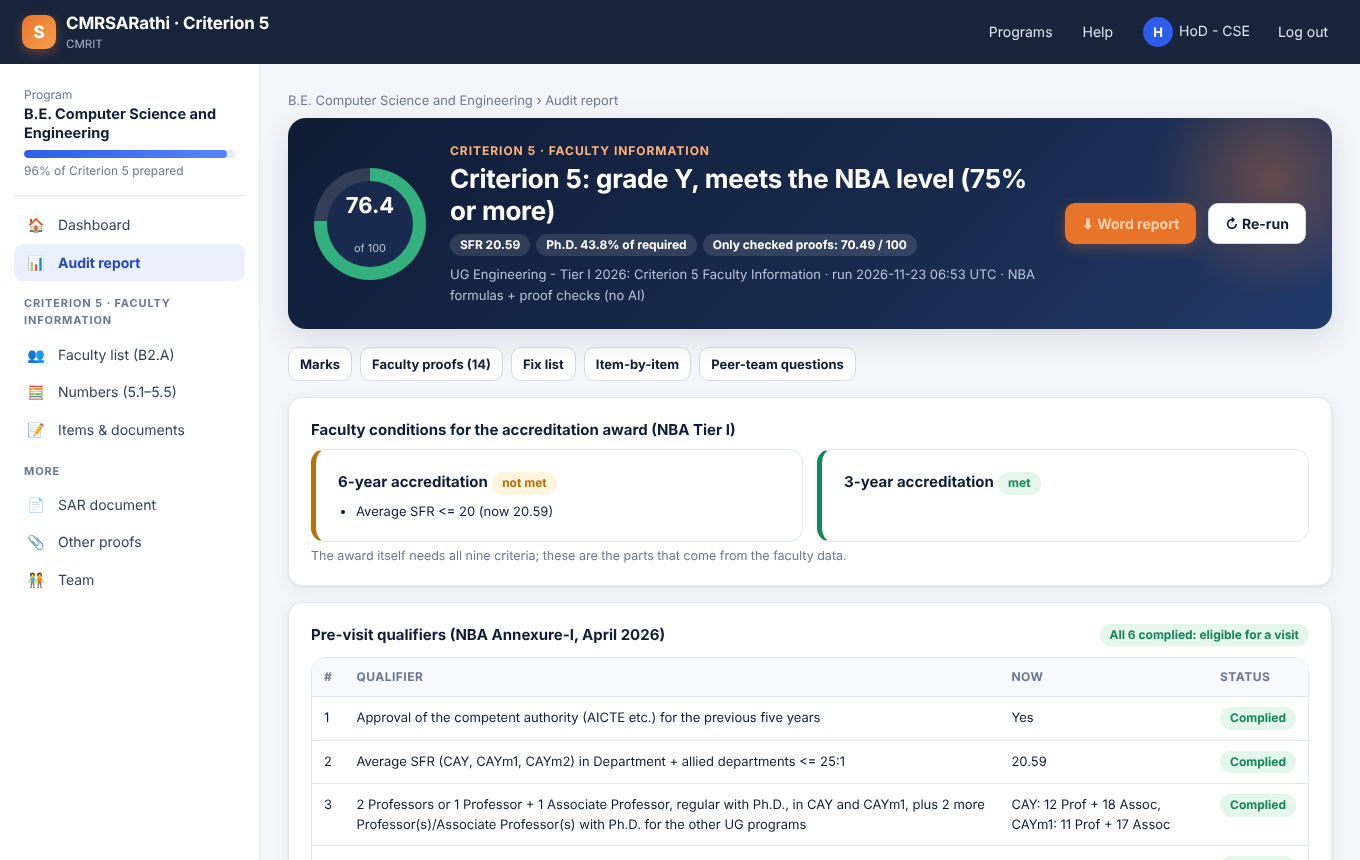 S
CMRSARathi · Criterion 5
CMRIT
Programs
Help
H
HoD - CSE
Log out
Program
B.E. Computer Science and
Engineering
96% of Criterion 5 prepared
Dashboard
Audit report
CRITERION 5 · FACULTY
INFORMATION
Faculty list (B2.A)
Numbers (5.1–5.5)
Items & documents
MORE
SAR document
Other proofs
Team
B.E. Computer Science and Engineering › Audit report
76.4
of 100
CRITERION 5 · FACULTY INFORMATION
Criterion 5: grade Y, meets the NBA level (75%
or more)
SFR 20.59
Ph.D. 43.8% of required
Only checked proofs: 70.49 / 100
UG Engineering - Tier I 2026: Criterion 5 Faculty Information · run 2026-11-23 06:53 UTC · NBA
formulas + proof checks (no AI)
⬇ Word report
↻ Re-run
Marks
Faculty proofs (14)
Fix list
Item-by-item
Peer-team questions
Faculty conditions for the accreditation award (NBA Tier I)
6-year accreditation not met
• Average SFR <= 20 (now 20.59)
3-year accreditation met
The award itself needs all nine criteria; these are the parts that come from the faculty data.
Pre-visit qualifiers (NBA Annexure-I, April 2026)
All 6 complied: eligible for a visit
# QUALIFIER NOW STATUS
1 Approval of the competent authority (AICTE etc.) for the previous five years Yes Complied
2 Average SFR (CAY, CAYm1, CAYm2) in Department + allied departments <= 25:1 20.59 Complied
3 2 Professors or 1 Professor + 1 Associate Professor, regular with Ph.D., in CAY and CAYm1, plus 2 more CAY: 12 Prof + 18 Assoc, Complied
Professor(s)/Associate Professor(s) with Ph.D. for the other UG programs CAYm1: 11 Prof + 17 Assoc